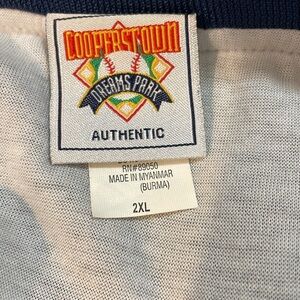 COOPERSTOWN
DREAMS PARK
AUTHENTIC
RN#89050
MADE IN MYANMAR
(BURMA)
2XL